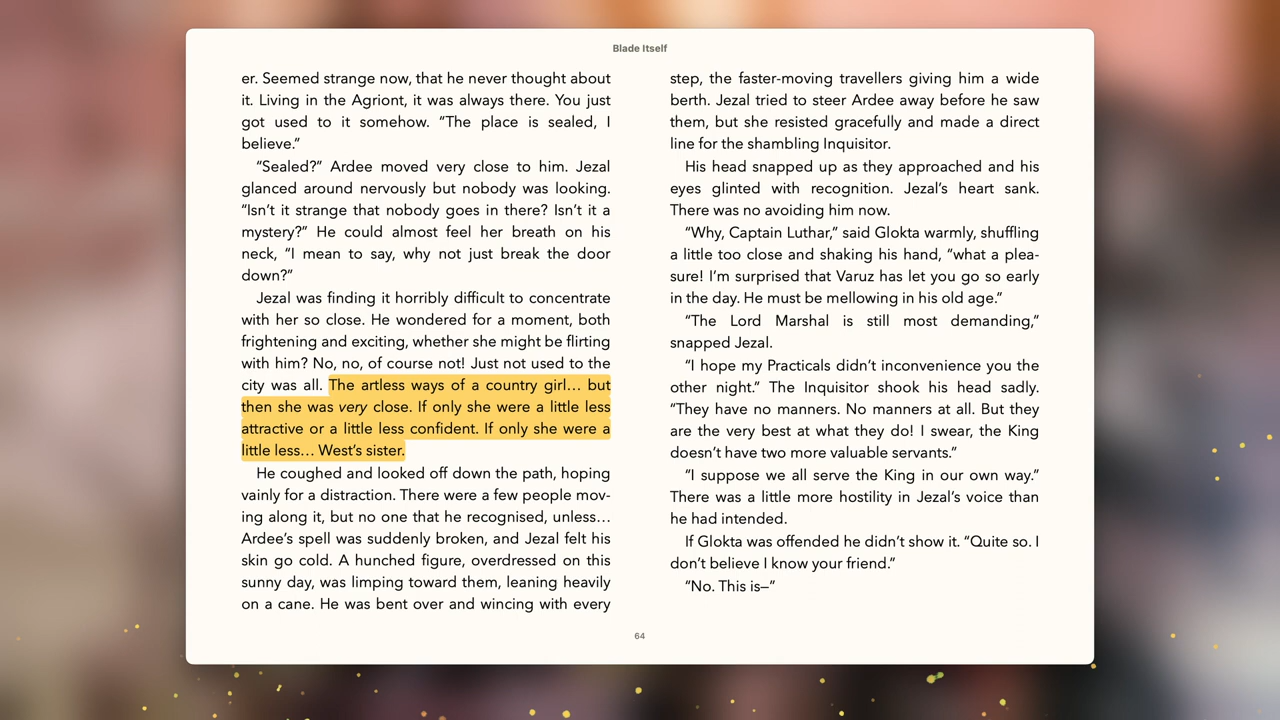 Blade Itself
er. Seemed strange now, that he never thought about
it. Living in the Agriont, it was always there. You just
got used to it somehow. “The place is sealed, I
believe.”
“Sealed?” Ardee moved very close to him. Jezal
glanced around nervously but nobody was looking.
“Isn’t it strange that nobody goes in there? Isn’t it a
mystery?” He could almost feel her breath on his
neck, “I mean to say, why not just break the door
down?”
Jezal was finding it horribly difficult to concentrate
with her so close. He wondered for a moment, both
frightening and exciting, whether she might be flirting
with him? No, no, of course not! Just not used to the
city was all. The artless ways of a country girl… but
then she was very close. If only she were a little less
attractive or a little less confident. If only she were a
little less… West’s sister.
He coughed and looked off down the path, hoping
vainly for a distraction. There were a few people mov-
ing along it, but no one that he recognised, unless…
Ardee’s spell was suddenly broken, and Jezal felt his
skin go cold. A hunched figure, overdressed on this
sunny day, was limping toward them, leaning heavily
on a cane. He was bent over and wincing with every
step, the faster-moving travellers giving him a wide
berth. Jezal tried to steer Ardee away before he saw
them, but she resisted gracefully and made a direct
line for the shambling Inquisitor.
His head snapped up as they approached and his
eyes glinted with recognition. Jezal’s heart sank.
There was no avoiding him now.
“Why, Captain Luthar,” said Glokta warmly, shuffling
a little too close and shaking his hand, “what a plea-
sure! I’m surprised that Varuz has let you go so early
in the day. He must be mellowing in his old age.”
“The Lord Marshal is still most demanding,”
snapped Jezal.
“I hope my Practicals didn’t inconvenience you the
other night.” The Inquisitor shook his head sadly.
“They have no manners. No manners at all. But they
are the very best at what they do! I swear, the King
doesn’t have two more valuable servants.”
“I suppose we all serve the King in our own way.”
There was a little more hostility in Jezal’s voice than
he had intended.
If Glokta was offended he didn’t show it. “Quite so. I
don’t believe I know your friend.”
“No. This is—”
64